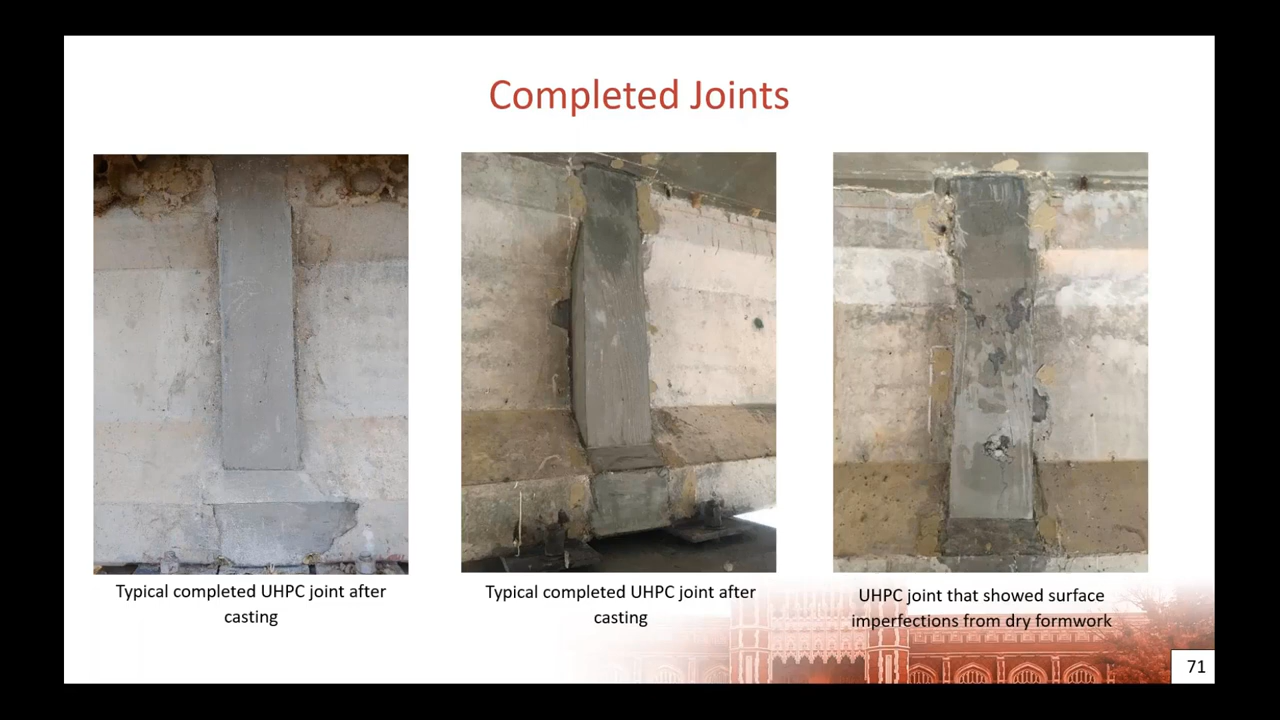 Completed Joints
Typical completed UHPC joint after
casting
Typical completed UHPC joint after
casting
UHPC joint that showed surface
imperfections from dry formwork
71